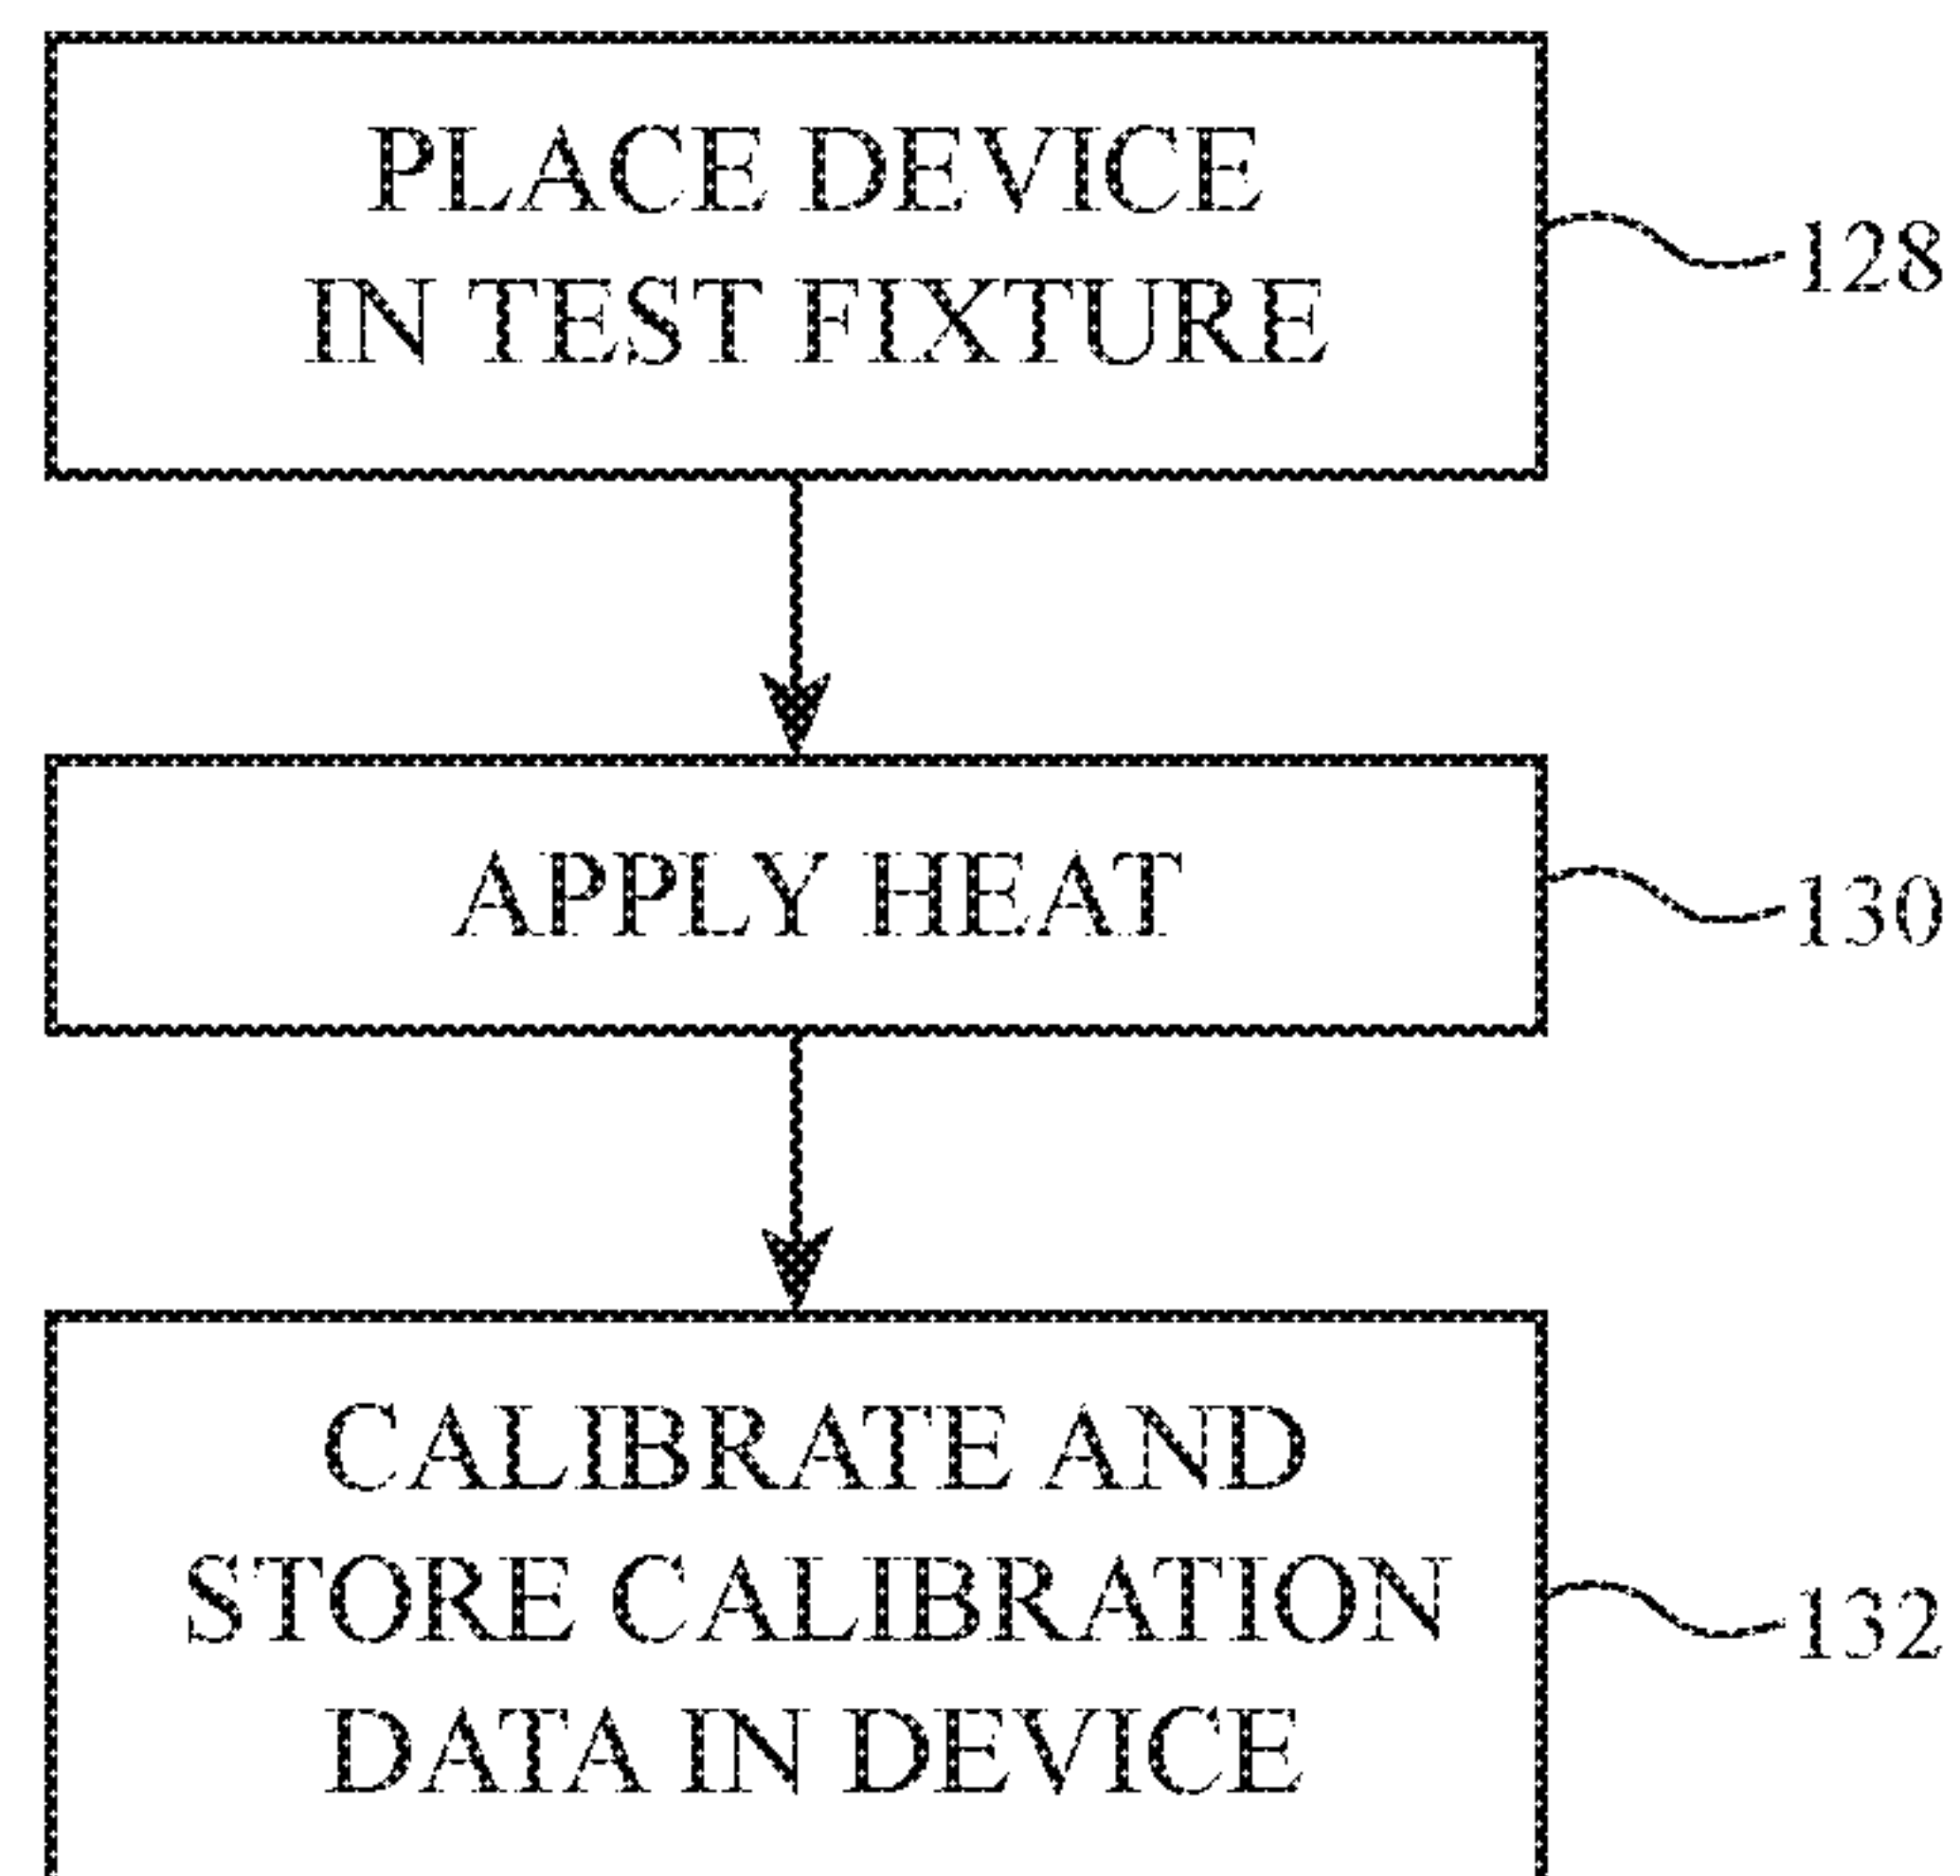 PLACE DEVICE
IN TEST FIXTURE
128
APPLY HEAT
130
CALIBRATE AND
STORE CALIBRATION
DATA IN DEVICE
132